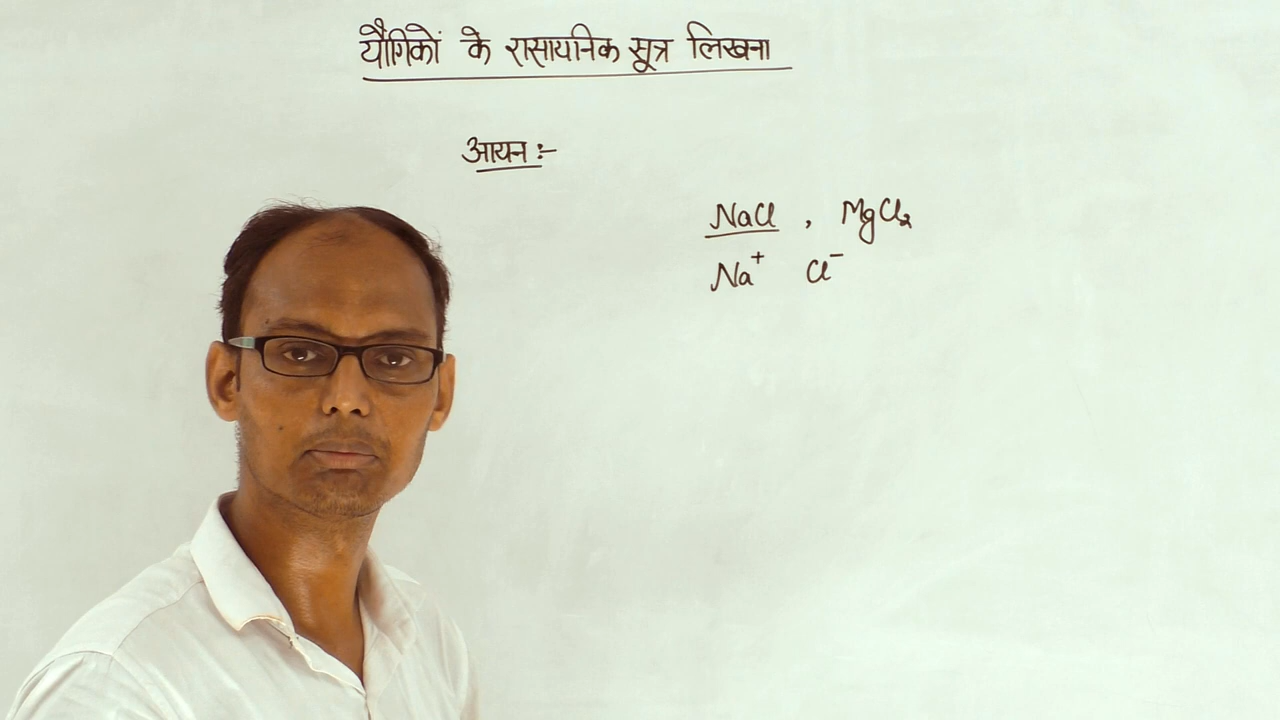 यौगिकों के रासायनिक सूत्र लिखना
आयन :-
NaCl , MgCl₂
Na⁺ Cl⁻